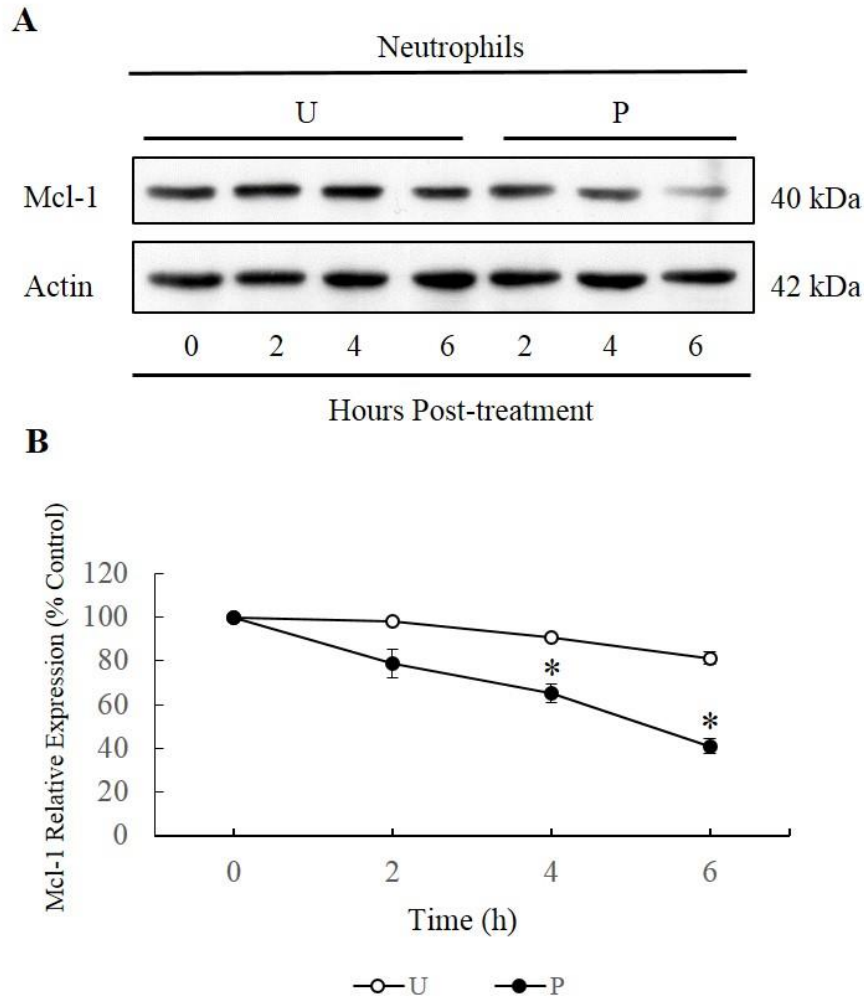 A
Neutrophils
U P
Mcl-1 40 kDa
Actin 42 kDa
0 2 4 6 2 4 6
Hours Post-treatment
B
Mcl-1 Relative Expression (% Control)
120
100
80
60
40
20
0
* *
0 2 4 6
Time (h)
U P